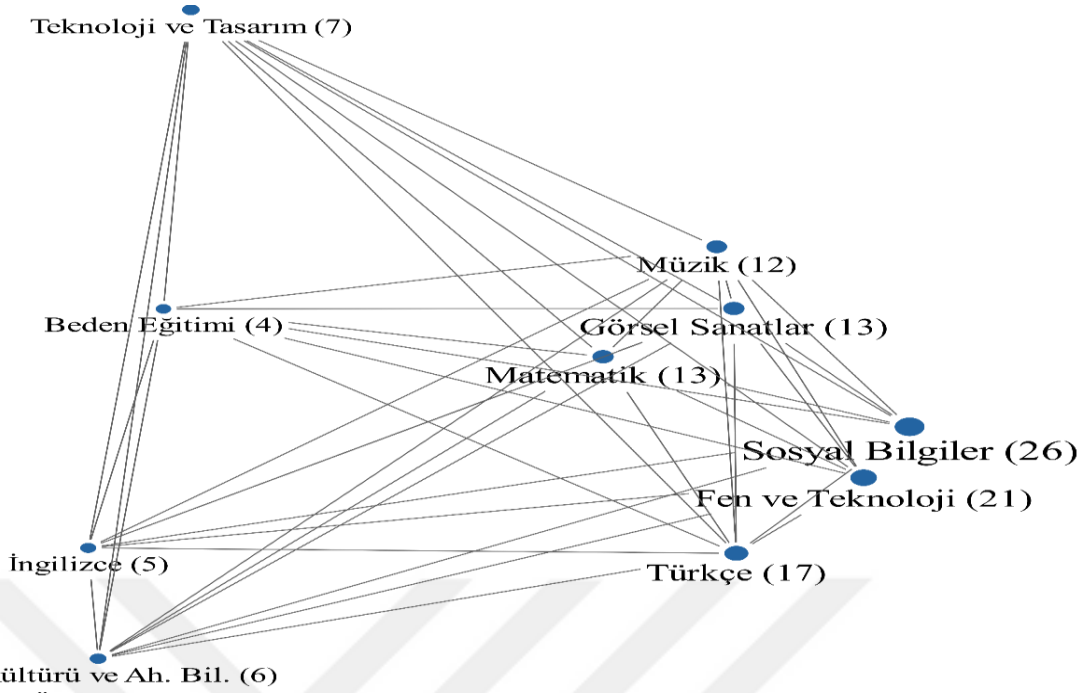 Teknoloji ve Tasarım (7)
Müzik (12)
Beden Eğitimi (4)
Görsel Sanatlar (13)
Matematik (13)
Sosyal Bilgiler (26)
Fen ve Teknoloji (21)
İngilizce (5)
Türkçe (17)
ve Ah. Bil. (6)